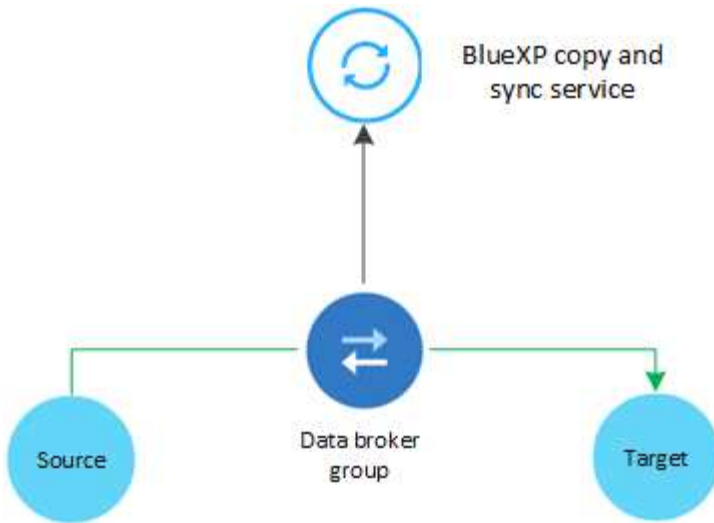 BlueXP copy and
sync service
Data broker
group
Source
Target